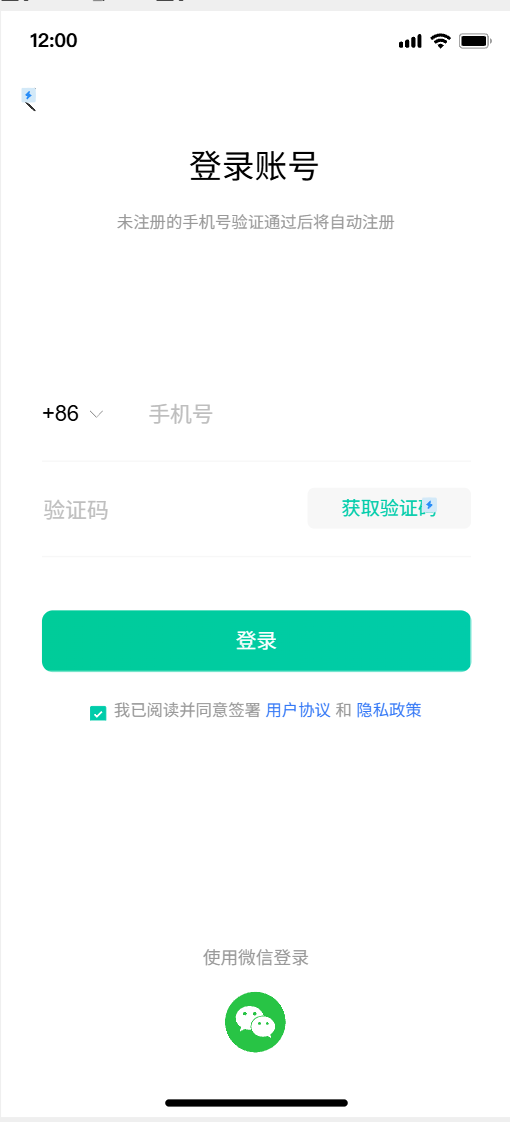 12:00
登录账号
未注册的手机号验证通过后将自动注册
+86 手机号
验证码 获取验证码
登录
我已阅读并同意签署 用户协议 和 隐私政策
使用微信登录